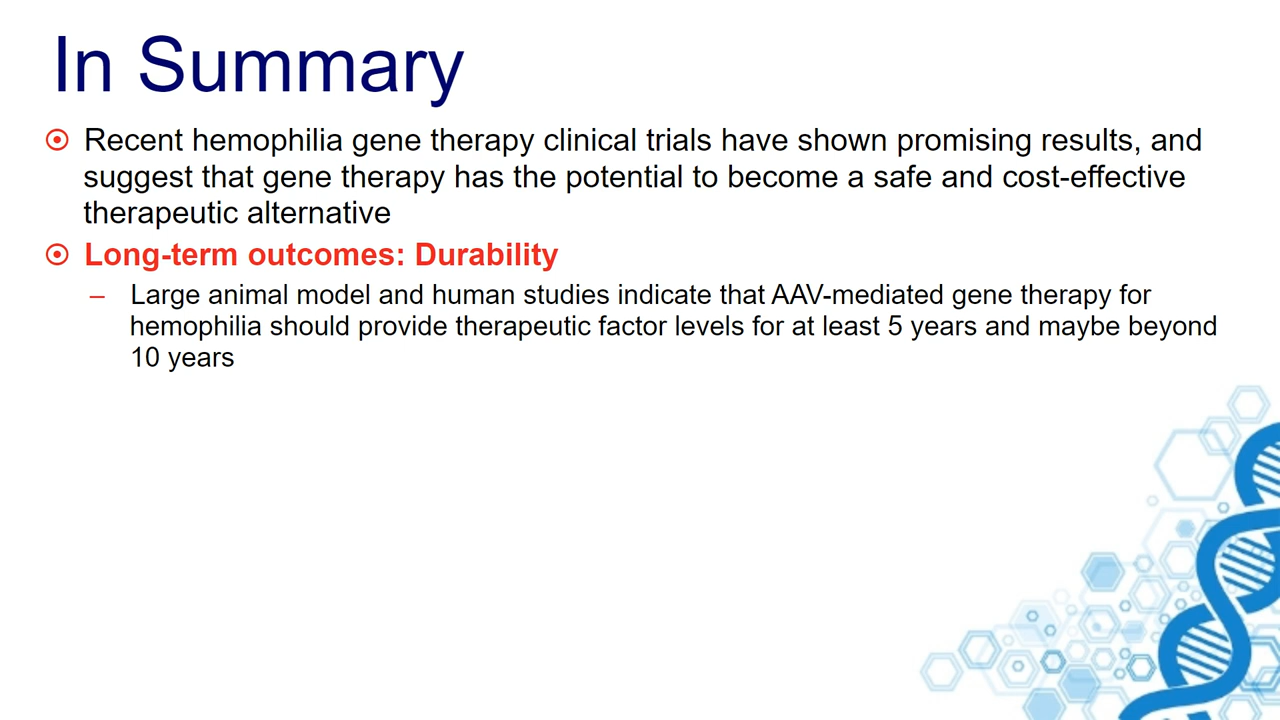 In Summary
Recent hemophilia gene therapy clinical trials have shown promising results, and
suggest that gene therapy has the potential to become a safe and cost-effective
therapeutic alternative
Long-term outcomes: Durability
– Large animal model and human studies indicate that AAV-mediated gene therapy for
hemophilia should provide therapeutic factor levels for at least 5 years and maybe beyond
10 years